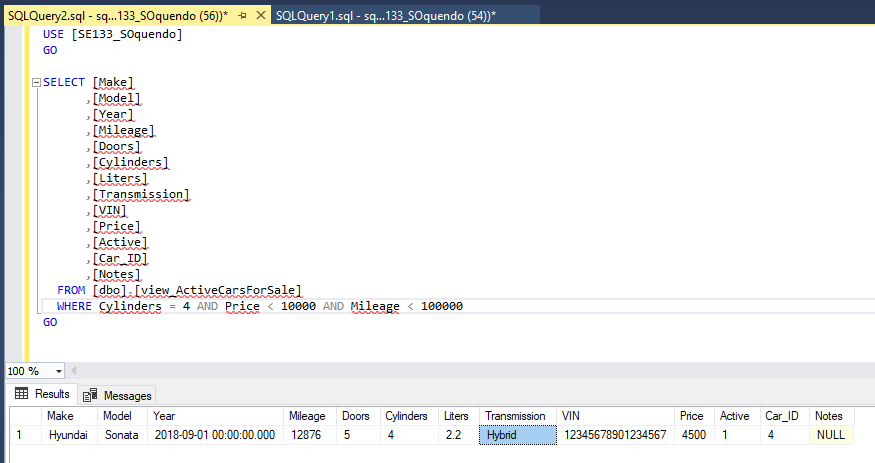 SQLQuery2.sql - sq...133_SOquendo (56))* SQLQuery1.sql - sq...133_SOquendo (54))*
USE [SE133_SOquendo]
GO
SELECT [Make]
,[Model]
,[Year]
,[Mileage]
,[Doors]
,[Cylinders]
,[Liters]
,[Transmission]
,[VIN]
,[Price]
,[Active]
,[Car_ID]
,[Notes]
FROM [dbo].[view_ActiveCarsForSale]
WHERE Cylinders = 4 AND Price < 10000 AND Mileage < 100000
GO
100 %
Results Messages
Make Model Year Mileage Doors Cylinders Liters Transmission VIN Price Active Car_ID Notes
1 Hyundai Sonata 2018-09-01 00:00:00.000 12876 5 4 2.2 Hybrid 12345678901234567 4500 1 4 NULL